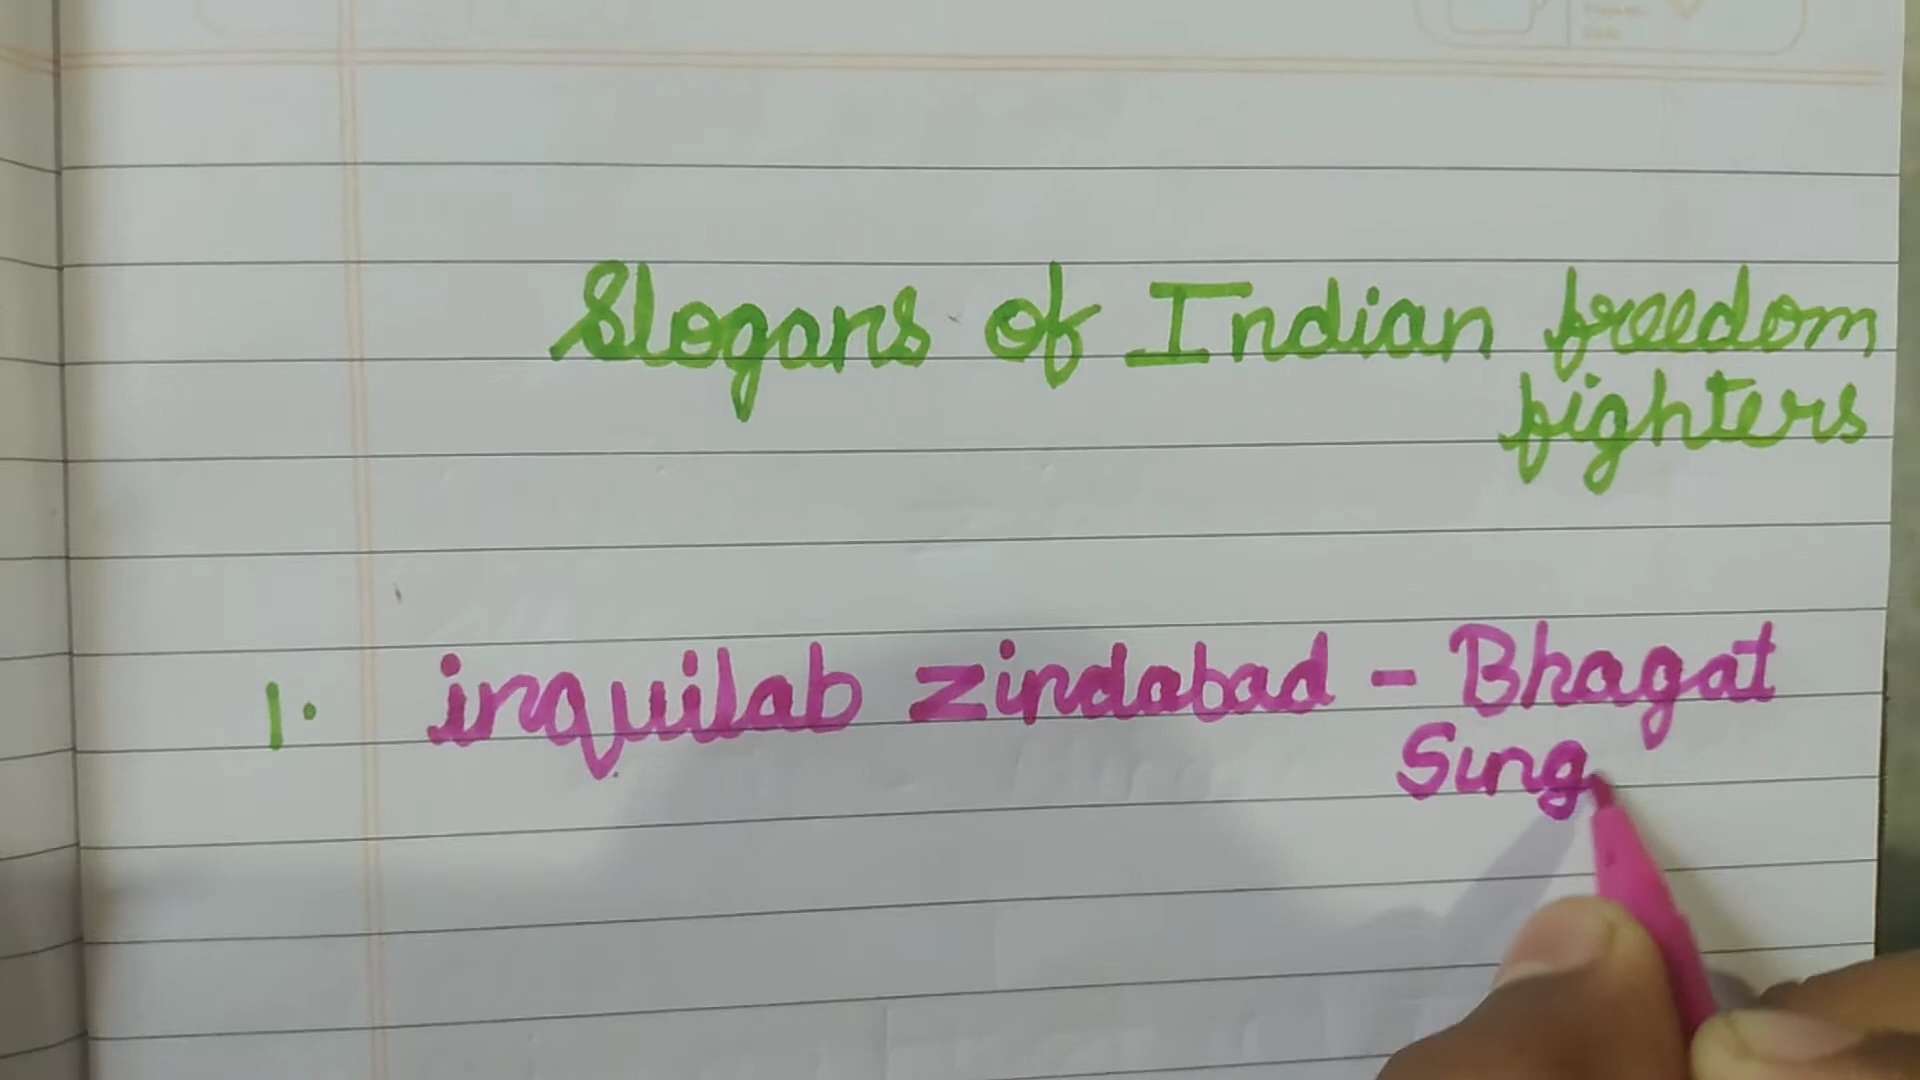 Slogans of Indian freedom
fighters
1. inquilab zindabad - Bhagat
Sing